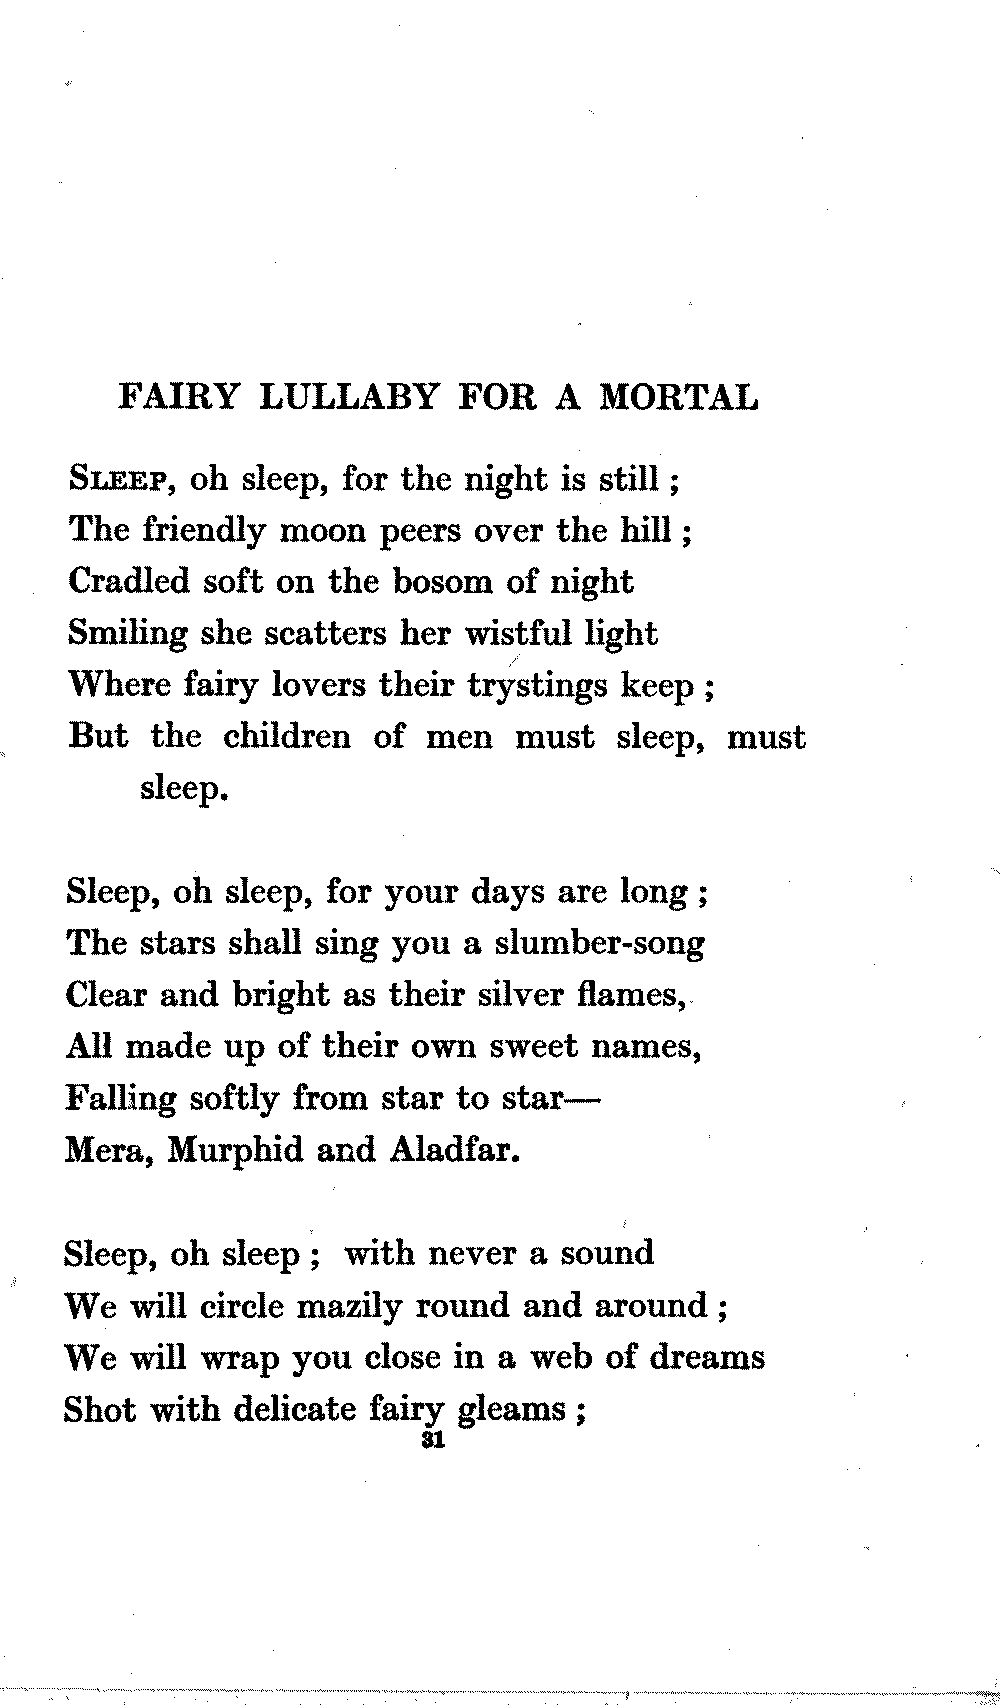 FAIRY LULLABY FOR A MORTAL
SLEEP, oh sleep, for the night is still ;
The friendly moon peers over the hill ;
Cradled soft on the bosom of night
Smiling she scatters her wistful light
Where fairy lovers their trystings keep ;
But the children of men must sleep, must
sleep.
Sleep, oh sleep, for your days are long ;
The stars shall sing you a slumber-song
Clear and bright as their silver flames,
All made up of their own sweet names,
Falling softly from star to star—
Mera, Murphid and Aladfar.
Sleep, oh sleep ; with never a sound
We will circle mazily round and around ;
We will wrap you close in a web of dreams
Shot with delicate fairy gleams ;
31